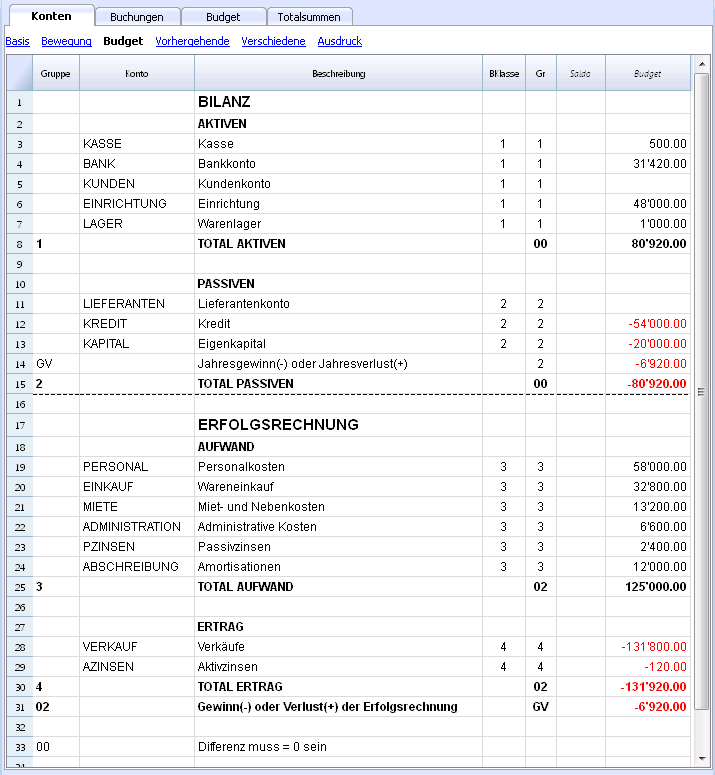 Konten Buchungen Budget Totalsummen
Basis Bewegung Budget Vorhergehende Verschiedene Ausdruck
Gruppe Konto Beschreibung BKlasse Gr Saldo Budget
1 BILANZ
2 AKTIVEN
3 KASSE Kasse 1 1 500.00
4 BANK Bankkonto 1 1 31'420.00
5 KUNDEN Kundenkonto 1 1
6 EINRICHTUNG Einrichtung 1 1 48'000.00
7 LAGER Warenlager 1 1 1'000.00
8 1 TOTAL AKTIVEN 00 80'920.00
9
10 PASSIVEN
11 LIEFERANTEN Lieferantenkonto 2 2
12 KREDIT Kredit 2 2 -54'000.00
13 KAPITAL Eigenkapital 2 2 -20'000.00
14 GV Jahresgewinn(-) oder Jahresverlust(+) 2 -6'920.00
15 2 TOTAL PASSIVEN 00 -80'920.00
16
17 ERFOLGSRECHNUNG
18 AUFWAND
19 PERSONAL Personalkosten 3 3 58'000.00
20 EINKAUF Wareneinkauf 3 3 32'800.00
21 MIETE Miet- und Nebenkosten 3 3 13'200.00
22 ADMINISTRATION Administrative Kosten 3 3 6'600.00
23 PZINSEN Passivzinsen 3 3 2'400.00
24 ABSCHREIBUNG Amortisationen 3 3 12'000.00
25 3 TOTAL AUFWAND 02 125'000.00
26
27 ERTRAG
28 VERKAUF Verkäufe 4 4 -131'800.00
29 AZINSEN Aktivzinsen 4 4 -120.00
30 4 TOTAL ERTRAG 02 -131'920.00
31 02 Gewinn(-) oder Verlust(+) der Erfolgsrechnung GV -6'920.00
32
33 00 Differenz muss = 0 sein